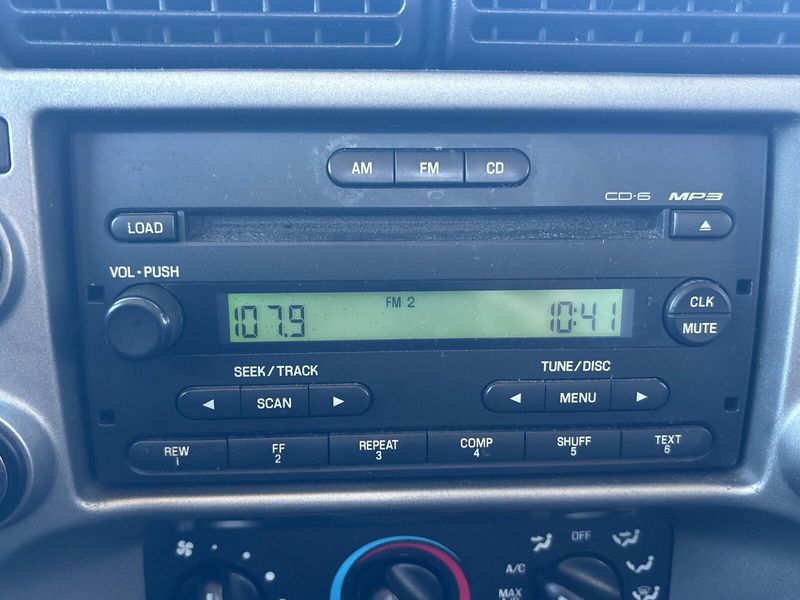 AM FM CD
CD·6 MP3
LOAD
VOL·PUSH
FM 2
107.9 10:41
CLK
MUTE
SEEK/TRACK
SCAN
TUNE/DISC
MENU
REW FF REPEAT COMP SHUFF TEXT
1 2 3 4 5 6
OFF
A/C
MAX